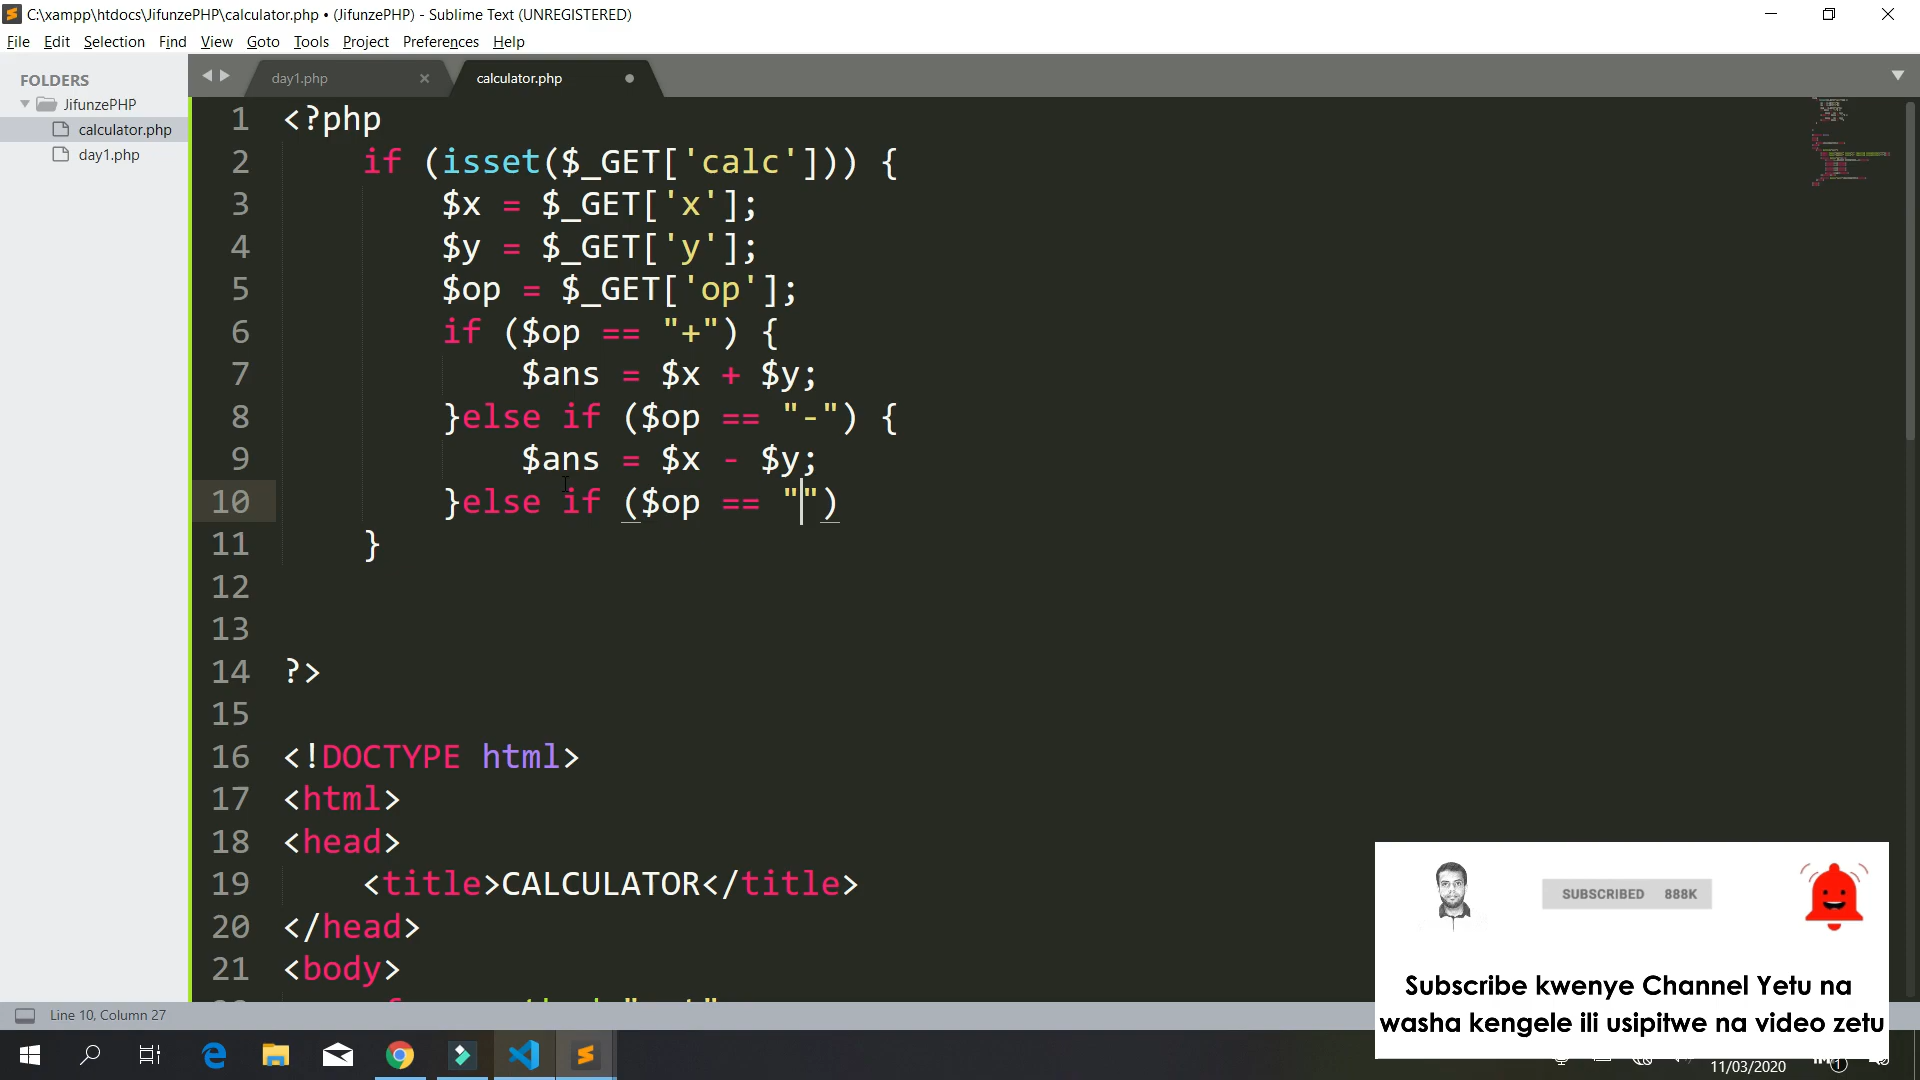 C:\xampp\htdocs\JifunzePHP\calculator.php • (JifunzePHP) - Sublime Text (UNREGISTERED)
File Edit Selection Find View Goto Tools Project Preferences Help
FOLDERS
JifunzePHP
calculator.php
day1.php
day1.php
calculator.php
1 <?php
2 if (isset($_GET['calc'])) {
3 $x = $_GET['x'];
4 $y = $_GET['y'];
5 $op = $_GET['op'];
6 if ($op == "+") {
7 $ans = $x + $y;
8 }else if ($op == "-") {
9 $ans = $x - $y;
10 }else if ($op == "")
11 }
12
13
14 ?>
15
16 <!DOCTYPE html>
17 <html>
18 <head>
19 <title>CALCULATOR</title>
20 </head>
21 <body>
SUBSCRIBED 888K
Subscribe kwenye Channel Yetu na
washa kengele ili usipitwe na video zetu
Line 10, Column 27
11/03/2020